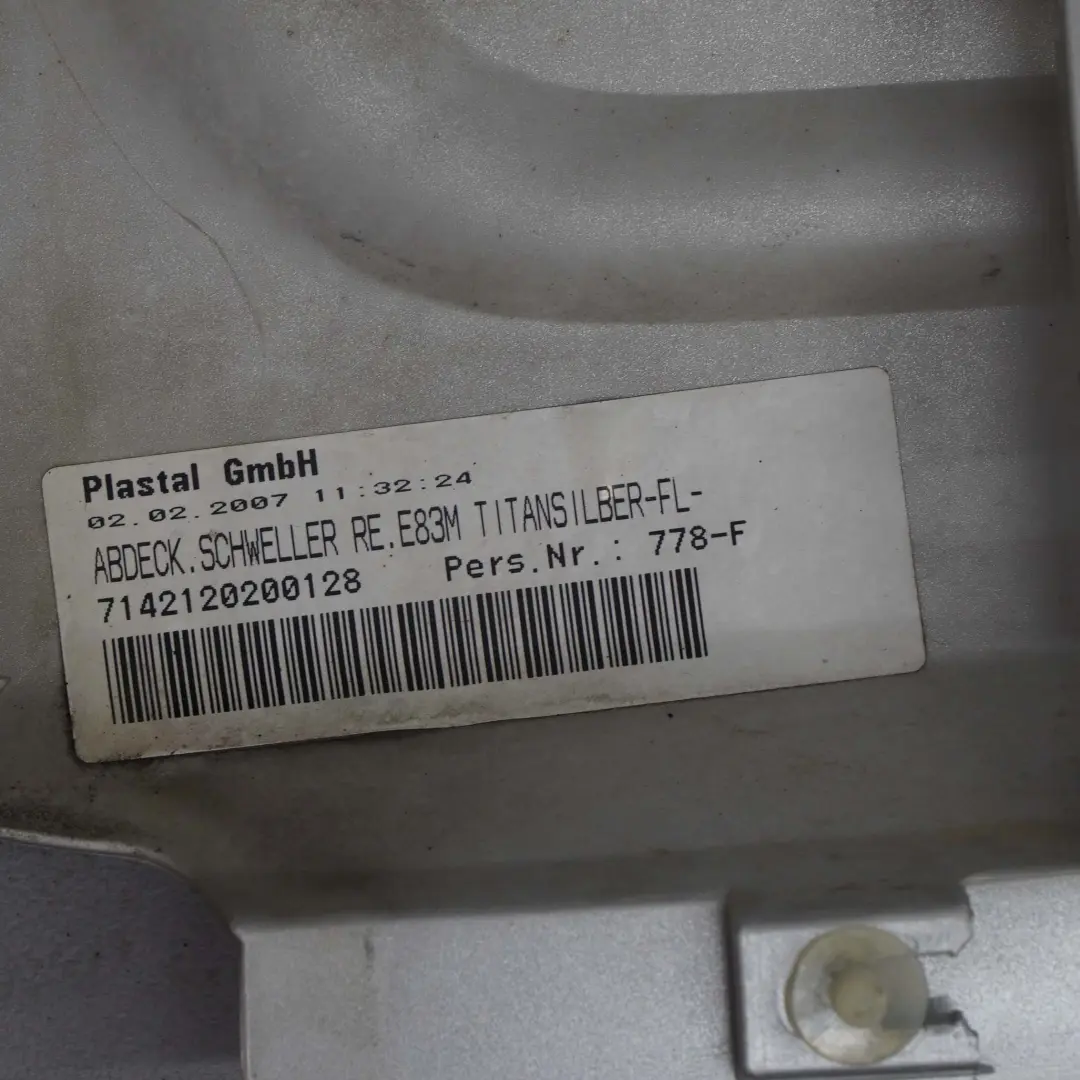 Plastal GmbH
02.02.2007 11:32:24
ABDECK.SCHWELLER RE.E83M TITANSILBER-FL-
7142120200128 Pers.Nr.: 778-F